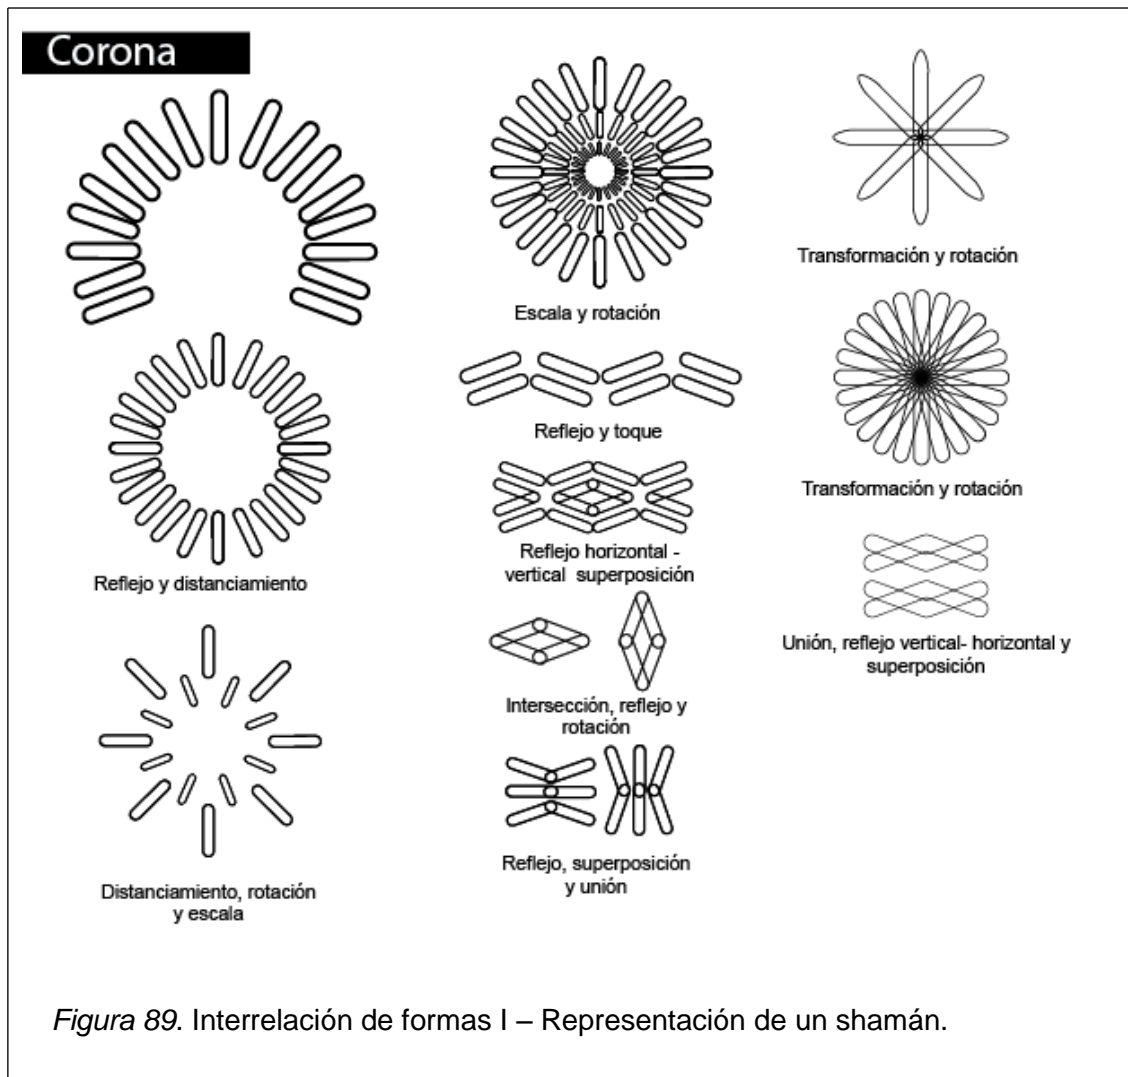 Corona
Reflejo y distanciamiento
Distanciamiento, rotación
y escala
Escala y rotación
Reflejo y toque
Reflejo horizontal -
vertical superposición
Intersección, reflejo y
rotación
Reflejo, superposición
y unión
Transformación y rotación
Transformación y rotación
Unión, reflejo vertical- horizontal y
superposición
Figura 89. Interrelación de formas I – Representación de un shamán.